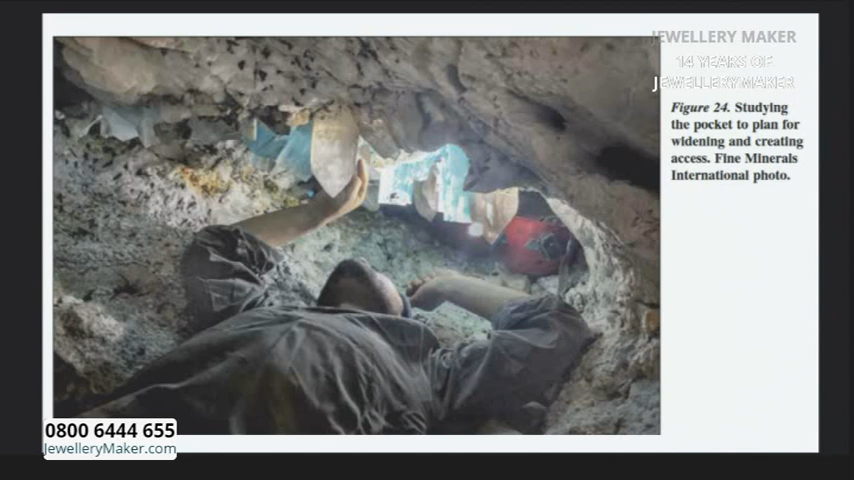 JEWELLERY MAKER
14 YEARS OF
JEWELLERYMAKER
Figure 24. Studying
the pocket to plan for
widening and creating
access. Fine Minerals
International photo.
0800 6444 655
JewelleryMaker.com